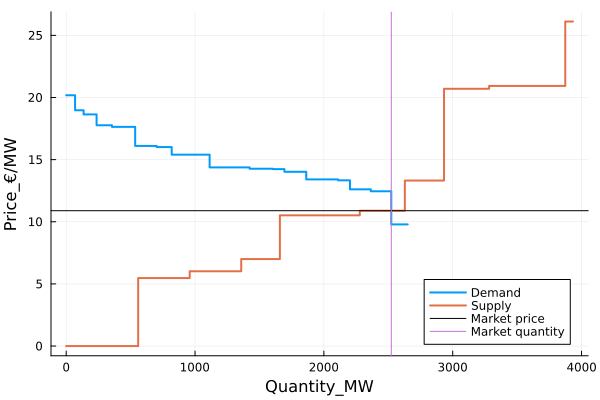 Price_€/MW
25
20
15
10
5
0
0 1000 2000 3000 4000
Quantity_MW
Demand
Supply
Market price
Market quantity